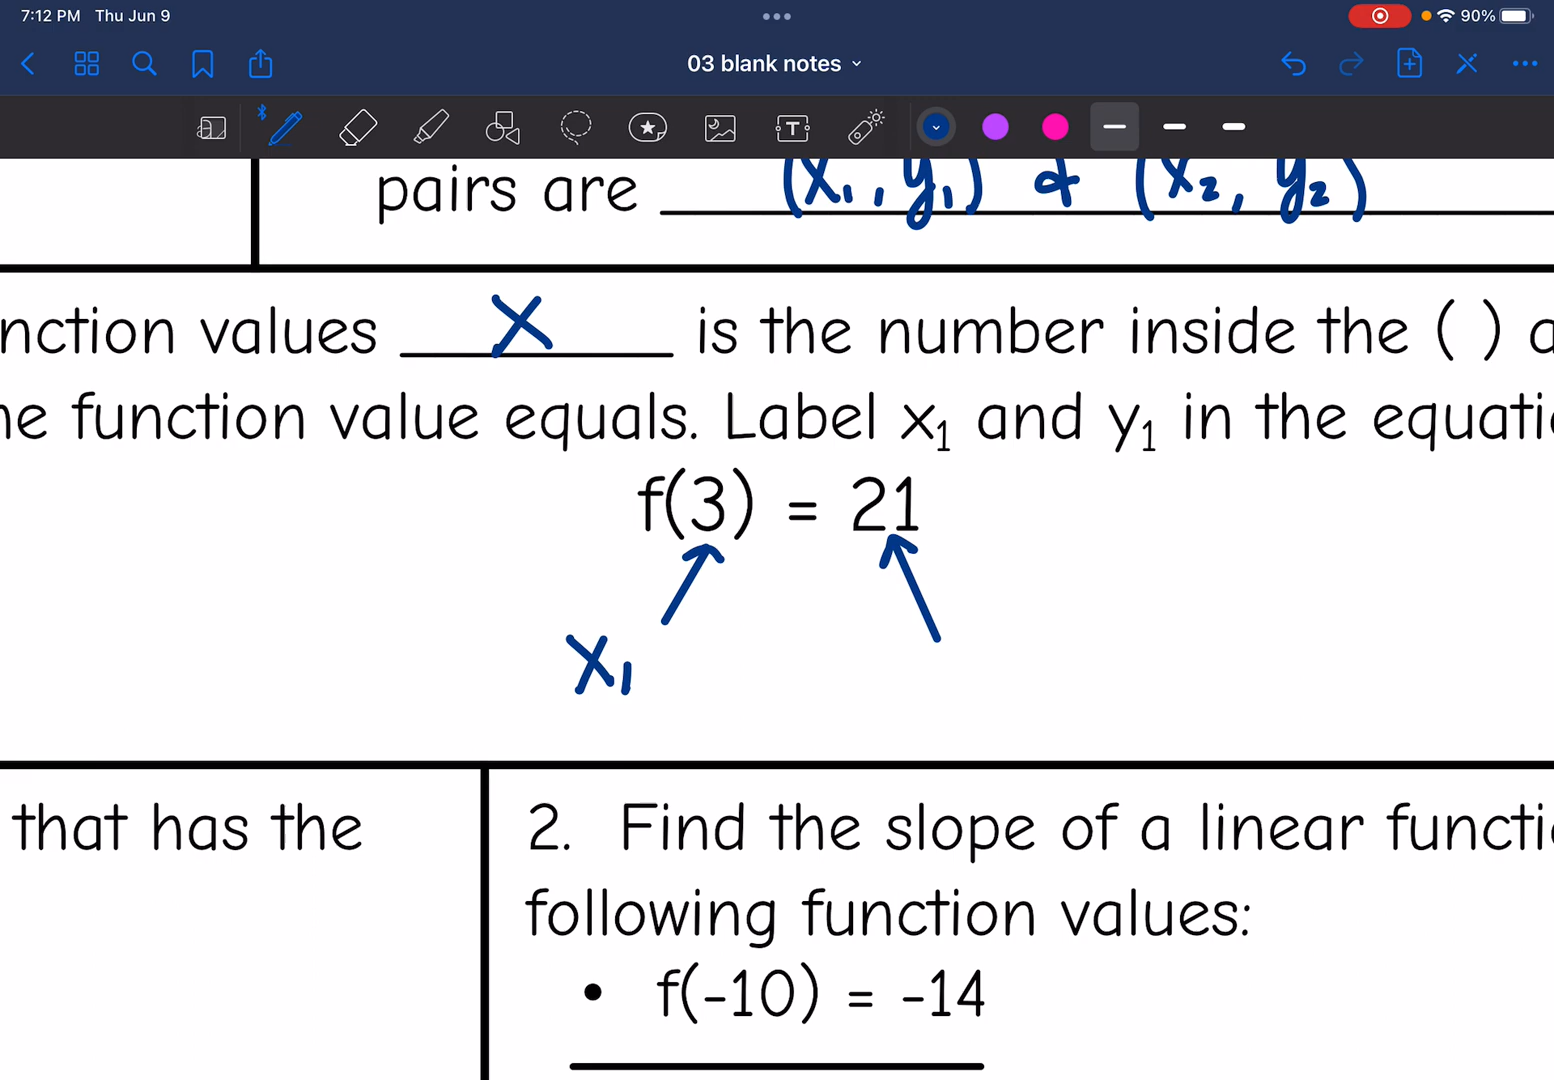 7:12 PM Thu Jun 9
90%
03 blank notes
T
pairs are (x₁, y₁) & (x₂, y₂)
nction values X is the number inside the ( ) a
he function value equals. Label x₁ and y₁ in the equati
f(3) = 21
X₁
that has the
2. Find the slope of a linear functi
following function values:
• f(-10) = -14